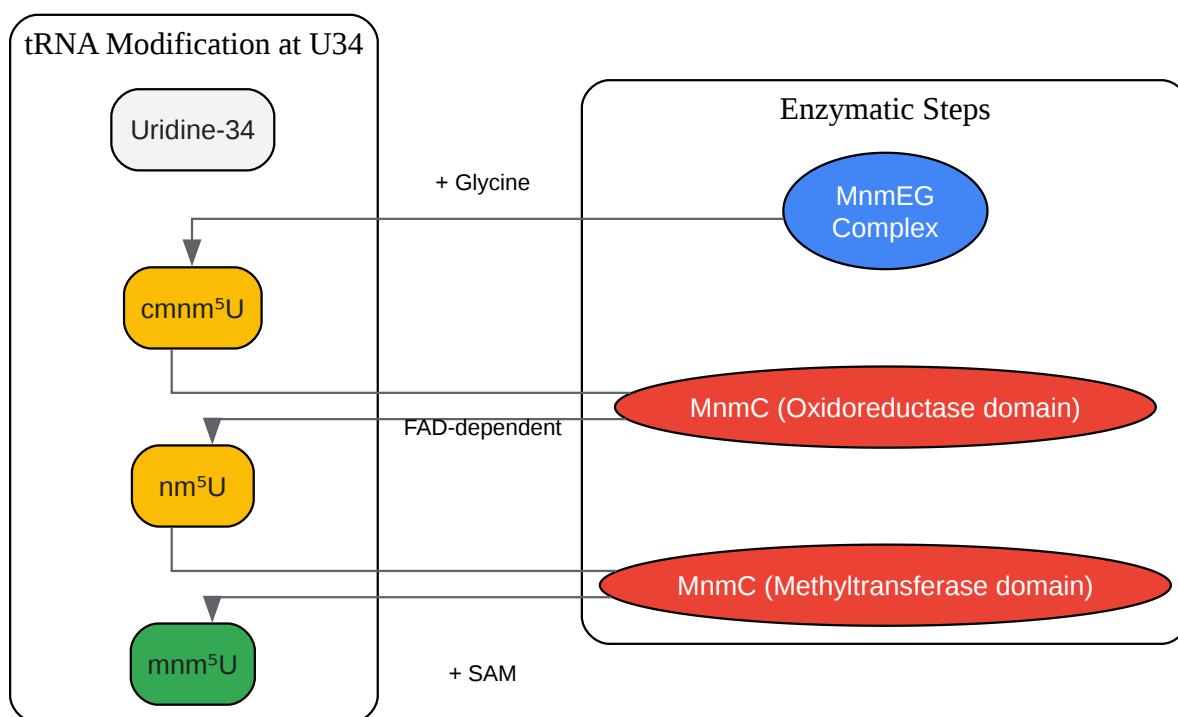 tRNA Modification at U34
Uridine-34
Enzymatic Steps
+ Glycine
MnmEG
Complex
cmnm⁵U
MnmC (Oxidoreductase domain)
FAD-dependent
nm⁵U
MnmC (Methyltransferase domain)
mnm⁵U
+ SAM